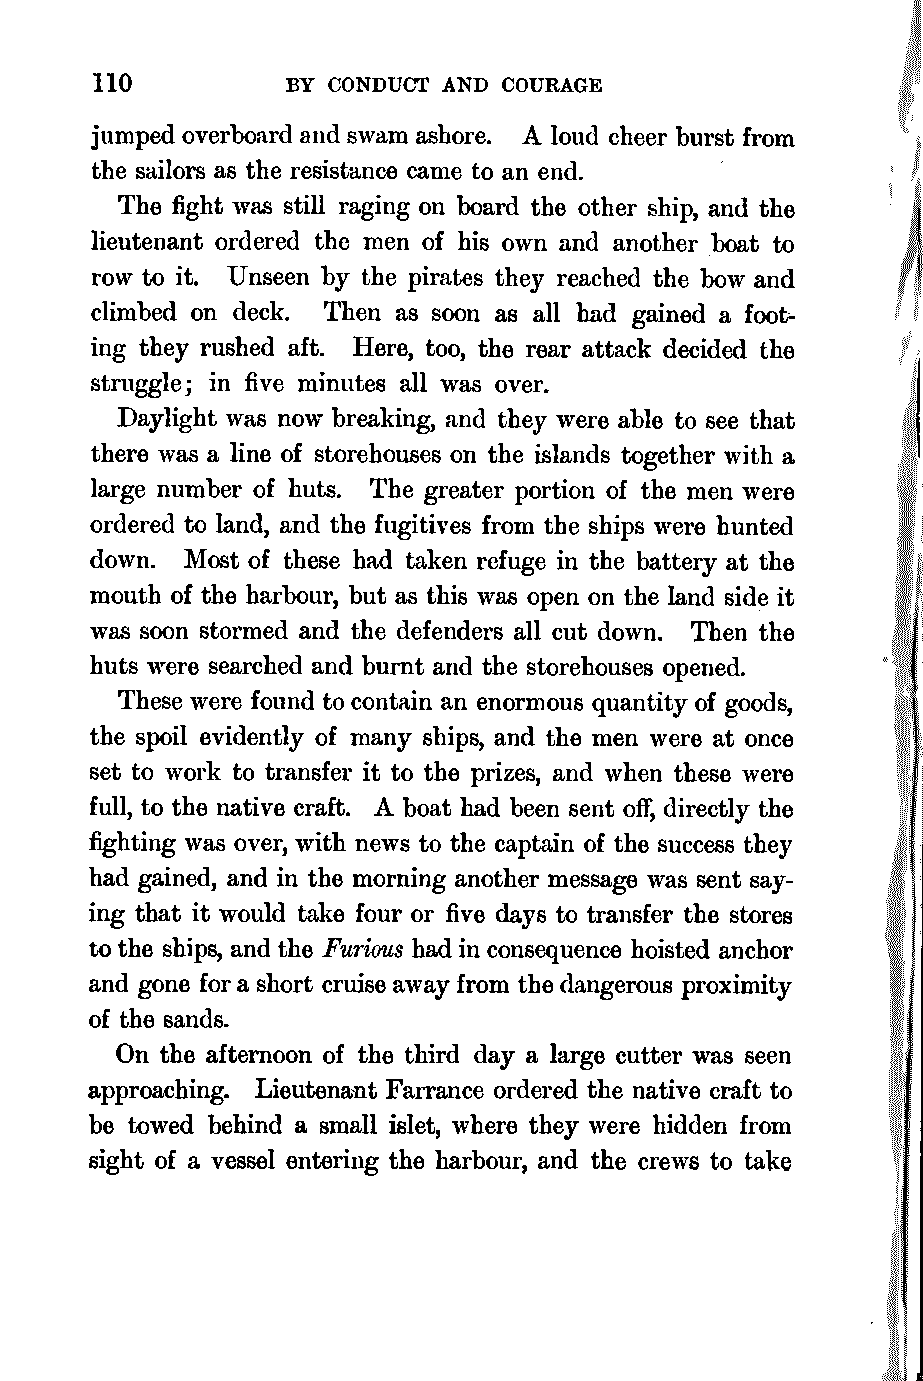 110 BY CONDUCT AND COURAGE
jumped overboard and swam ashore. A loud cheer burst from
the sailors as the resistance came to an end.
The fight was still raging on board the other ship, and the
lieutenant ordered the men of his own and another boat to
row to it. Unseen by the pirates they reached the bow and
climbed on deck. Then as soon as all had gained a foot-
ing they rushed aft. Here, too, the rear attack decided the
struggle; in five minutes all was over.
Daylight was now breaking, and they were able to see that
there was a line of storehouses on the islands together with a
large number of huts. The greater portion of the men were
ordered to land, and the fugitives from the ships were hunted
down. Most of these had taken refuge in the battery at the
mouth of the harbour, but as this was open on the land side it
was soon stormed and the defenders all cut down. Then the
huts were searched and burnt and the storehouses opened.
These were found to contain an enormous quantity of goods,
the spoil evidently of many ships, and the men were at once
set to work to transfer it to the prizes, and when these were
full, to the native craft. A boat had been sent off, directly the
fighting was over, with news to the captain of the success they
had gained, and in the morning another message was sent say-
ing that it would take four or five days to transfer the stores
to the ships, and the Furious had in consequence hoisted anchor
and gone for a short cruise away from the dangerous proximity
of the sands.
On the afternoon of the third day a large cutter was seen
approaching. Lieutenant Farrance ordered the native craft to
be towed behind a small islet, where they were hidden from
sight of a vessel entering the harbour, and the crews to take